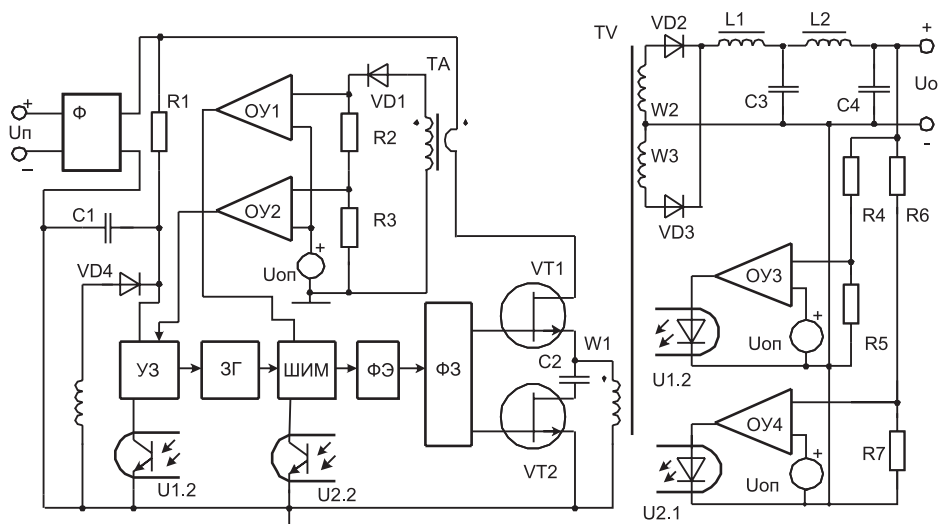 Ф
+
Uп
−
R1
C1
VD4
ОУ1
ОУ2
VD1
TA
R2
R3
+
Uоп
УЗ
ЗГ
ШИМ
ФЭ
ФЗ
U1.2
U2.2
VT1
W1
C2
VT2
TV
VD2
W2
W3
VD3
L1
L2
C3
C4
+
Uо
-
R4
R6
ОУ3
+
Uоп
R5
U1.2
ОУ4
+
Uоп
R7
U2.1